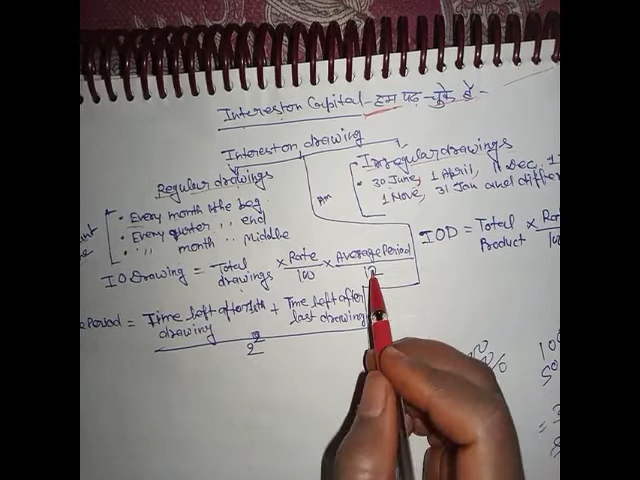 Interest on Capital - हम पढ़ चुके हैं -
Interest on drawing
Regular drawings
Every month of the beg
Every quarter ,, end
,, month ,, Middle
IO Drawing = Total drawings × Rate/100 × Average Period/12
Period = Time left after 1st drawing + Time left after last drawing
2
Irregular drawings
30 June, 1 April, 1 Dec.
1 Nove, 31 Jan and
IOD = Total Product ×